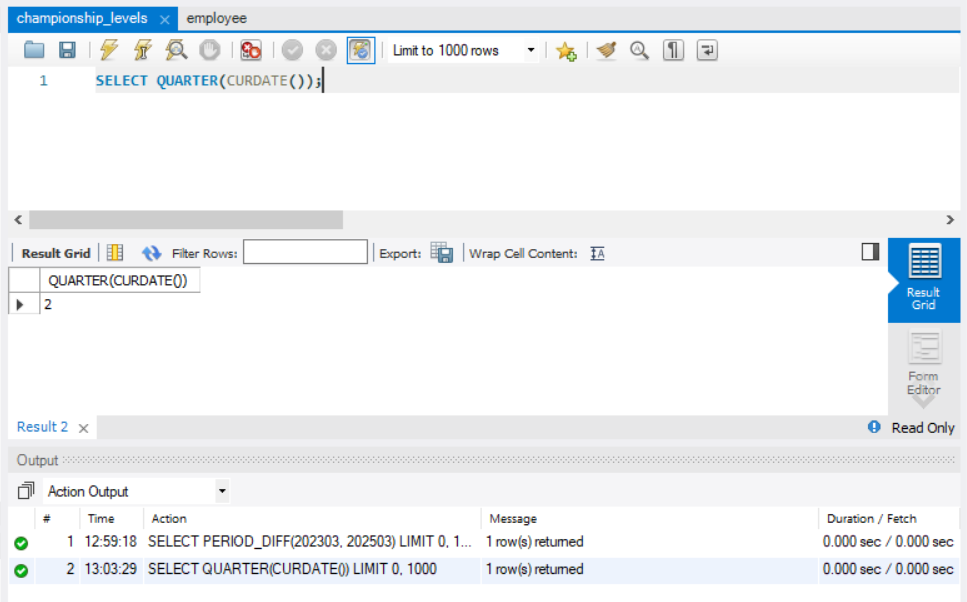 championship_levels × employee
Limit to 1000 rows
1 SELECT QUARTER(CURDATE());
Result Grid Filter Rows: Export: Wrap Cell Content: IA
QUARTER(CURDATE())
2
Result
Grid
Form
Editor
Result 2 × Read Only
Output
Action Output
# Time Action Message Duration / Fetch
1 12:59:18 SELECT PERIOD_DIFF(202303, 202503) LIMIT 0, 1... 1 row(s) returned 0.000 sec / 0.000 sec
2 13:03:29 SELECT QUARTER(CURDATE()) LIMIT 0, 1000 1 row(s) returned 0.000 sec / 0.000 sec